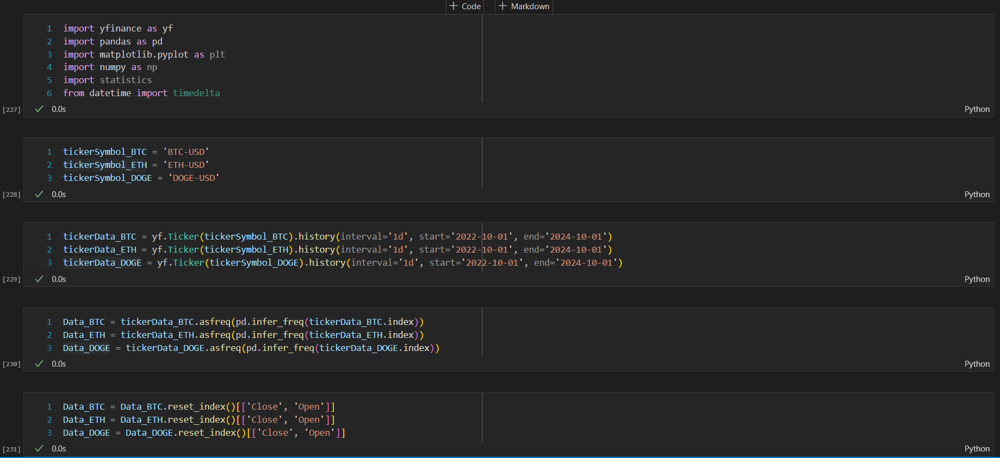 + Code + Markdown
1 import yfinance as yf
2 import pandas as pd
3 import matplotlib.pyplot as plt
4 import numpy as np
5 import statistics
6 from datetime import timedelta
[227] ✓ 0.0s Python
1 tickerSymbol_BTC = 'BTC-USD'
2 tickerSymbol_ETH = 'ETH-USD'
3 tickerSymbol_DOGE = 'DOGE-USD'
[228] ✓ 0.0s Python
1 tickerData_BTC = yf.Ticker(tickerSymbol_BTC).history(interval='1d', start='2022-10-01', end='2024-10-01')
2 tickerData_ETH = yf.Ticker(tickerSymbol_ETH).history(interval='1d', start='2022-10-01', end='2024-10-01')
3 tickerData_DOGE = yf.Ticker(tickerSymbol_DOGE).history(interval='1d', start='2022-10-01', end='2024-10-01')
[229] ✓ 0.0s Python
1 Data_BTC = tickerData_BTC.asfreq(pd.infer_freq(tickerData_BTC.index))
2 Data_ETH = tickerData_ETH.asfreq(pd.infer_freq(tickerData_ETH.index))
3 Data_DOGE = tickerData_DOGE.asfreq(pd.infer_freq(tickerData_DOGE.index))
[230] ✓ 0.0s Python
1 Data_BTC = Data_BTC.reset_index()[['Close', 'Open']]
2 Data_ETH = Data_ETH.reset_index()[['Close', 'Open']]
3 Data_DOGE = Data_DOGE.reset_index()[['Close', 'Open']]
[231] ✓ 0.0s Python